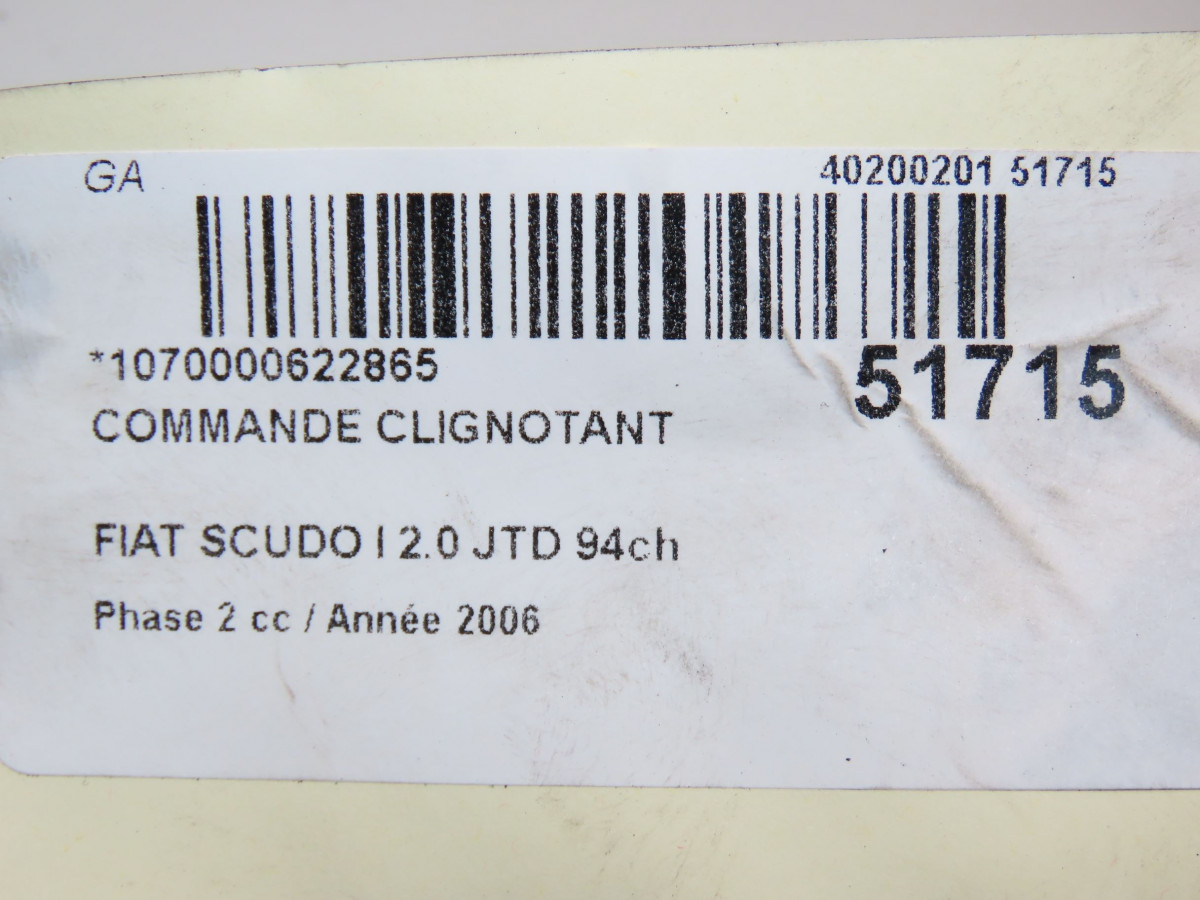 GA 40200201 51715
*1070000622865
51715
COMMANDE CLIGNOTANT
FIAT SCUDO I 2.0 JTD 94ch
Phase 2 cc / Année 2006